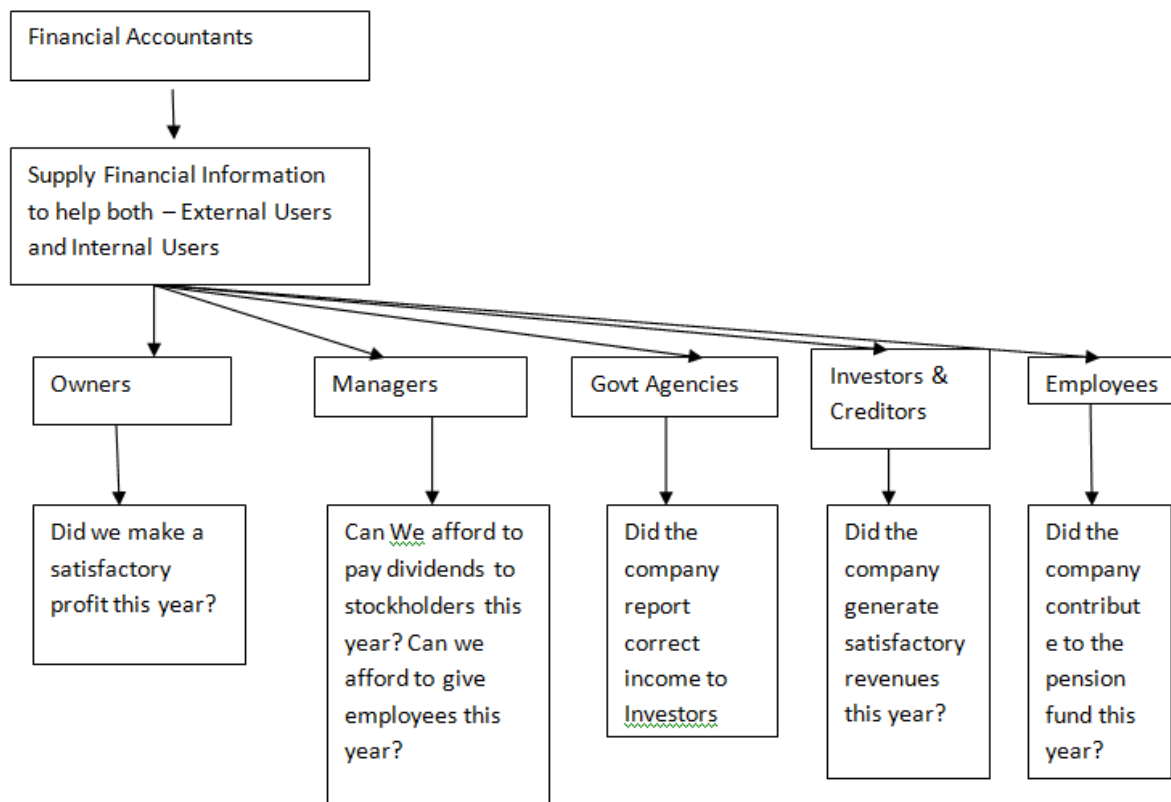 Financial Accountants
Supply Financial Information
to help both – External Users
and Internal Users
Owners
Managers
Govt Agencies
Investors &
Creditors
Employees
Did we make a
satisfactory
profit this year?
Can We afford to
pay dividends to
stockholders this
year? Can we
afford to give
employees this
year?
Did the
company
report
correct
income to
Investors
Did the
company
generate
satisfactory
revenues
this year?
Did the
company
contribut
e to the
pension
fund this
year?